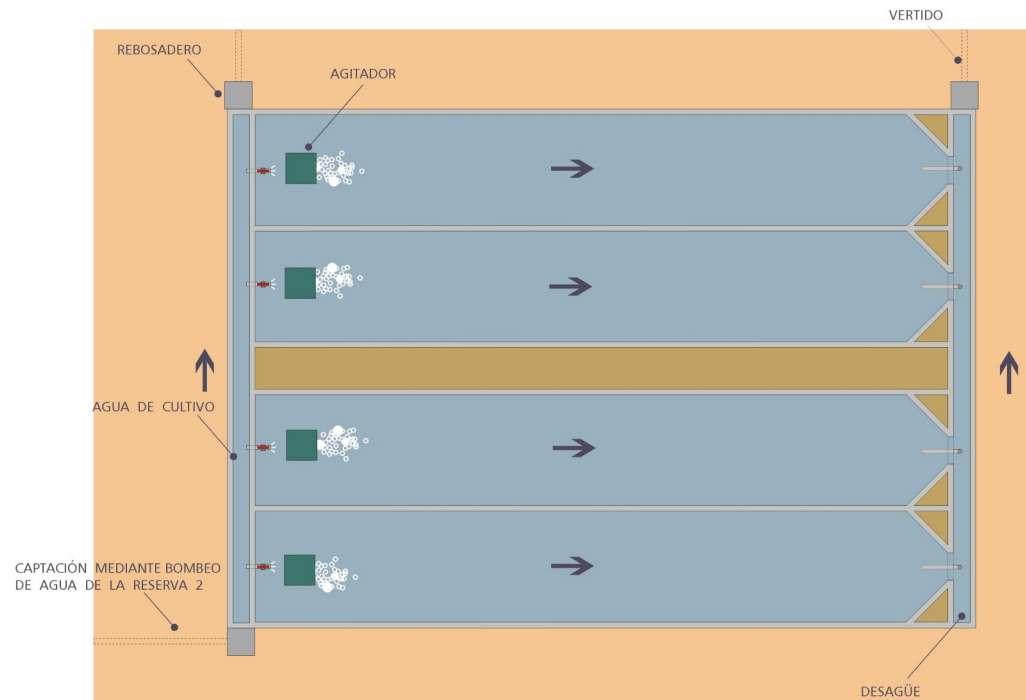 VERTIDO
REBOSADERO
AGITADOR
AGUA DE CULTIVO
CAPTACIÓN MEDIANTE BOMBEO
DE AGUA DE LA RESERVA 2
DESAGÜE